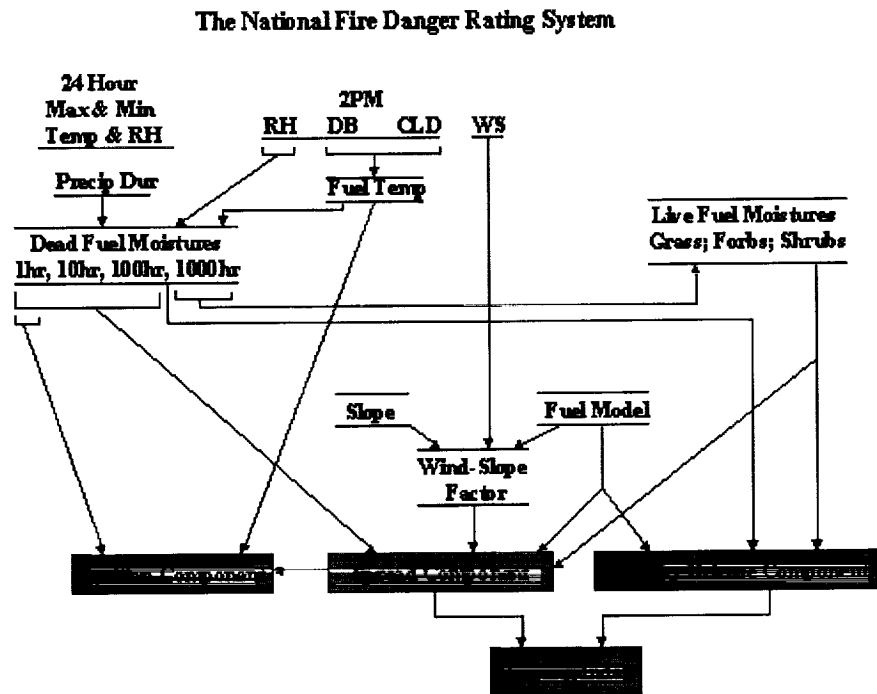 The National Fire Danger Rating System
24 Hour
Max & Min
Temp & RH
2PM
RH DB CLD WS
Precip Dur
Fuel Temp
Dead Fuel Moistures
1hr, 10hr, 100hr, 1000hr
Live Fuel Moistures
Grass; Forbs; Shrubs
Slope
Fuel Model
Wind-Slope
Factor
Component